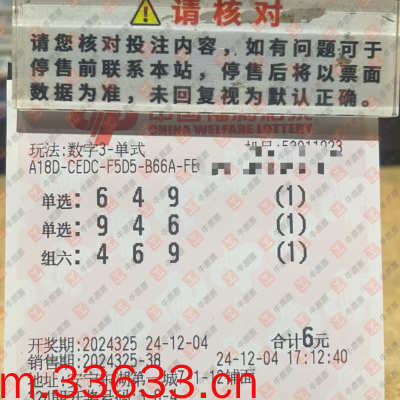 请核对
请您核对投注内容,如有问题可于
停售前联系本站,停售后将以票面
数据为准,未回复视为默认正确。
WELFARE LOTTERY
玩法:数字3-单式
A18D-CEDC-F5D5-B66A-FE
单选: 6 4 9 (1)
单选: 9 4 6 (1)
组六: 4 6 9 (1)
开奖期:2024325 24-12-04 合计6元
销售期:2024325-38 24-12-04 17:12:40
m.33633.cn